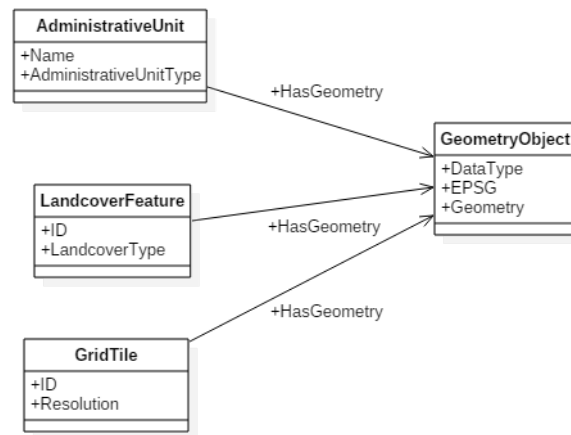 AdministrativeUnit
+Name
+AdministrativeUnitType
+HasGeometry
GeometryObject
+DataType
+EPSG
+Geometry
LandcoverFeature
+ID
+LandcoverType
+HasGeometry
+HasGeometry
GridTile
+ID
+Resolution